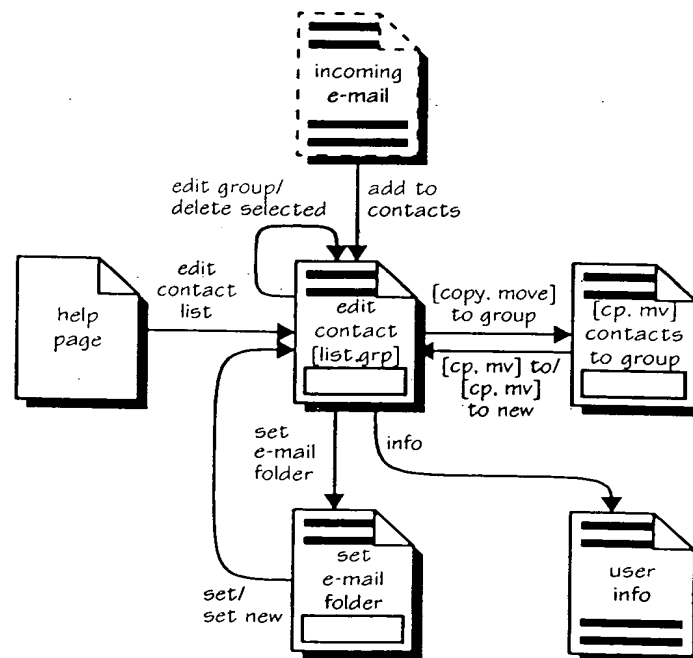 incoming
e-mail
edit group/
delete selected
add to
contacts
help
page
edit
contact
list
edit
contact
[list.grp]
[copy. move]
to group
[cp. mv]
contacts
to group
[cp. mv] to/
[cp. mv]
to new
set
e-mail
folder
info
set/
set new
set
e-mail
folder
user
info